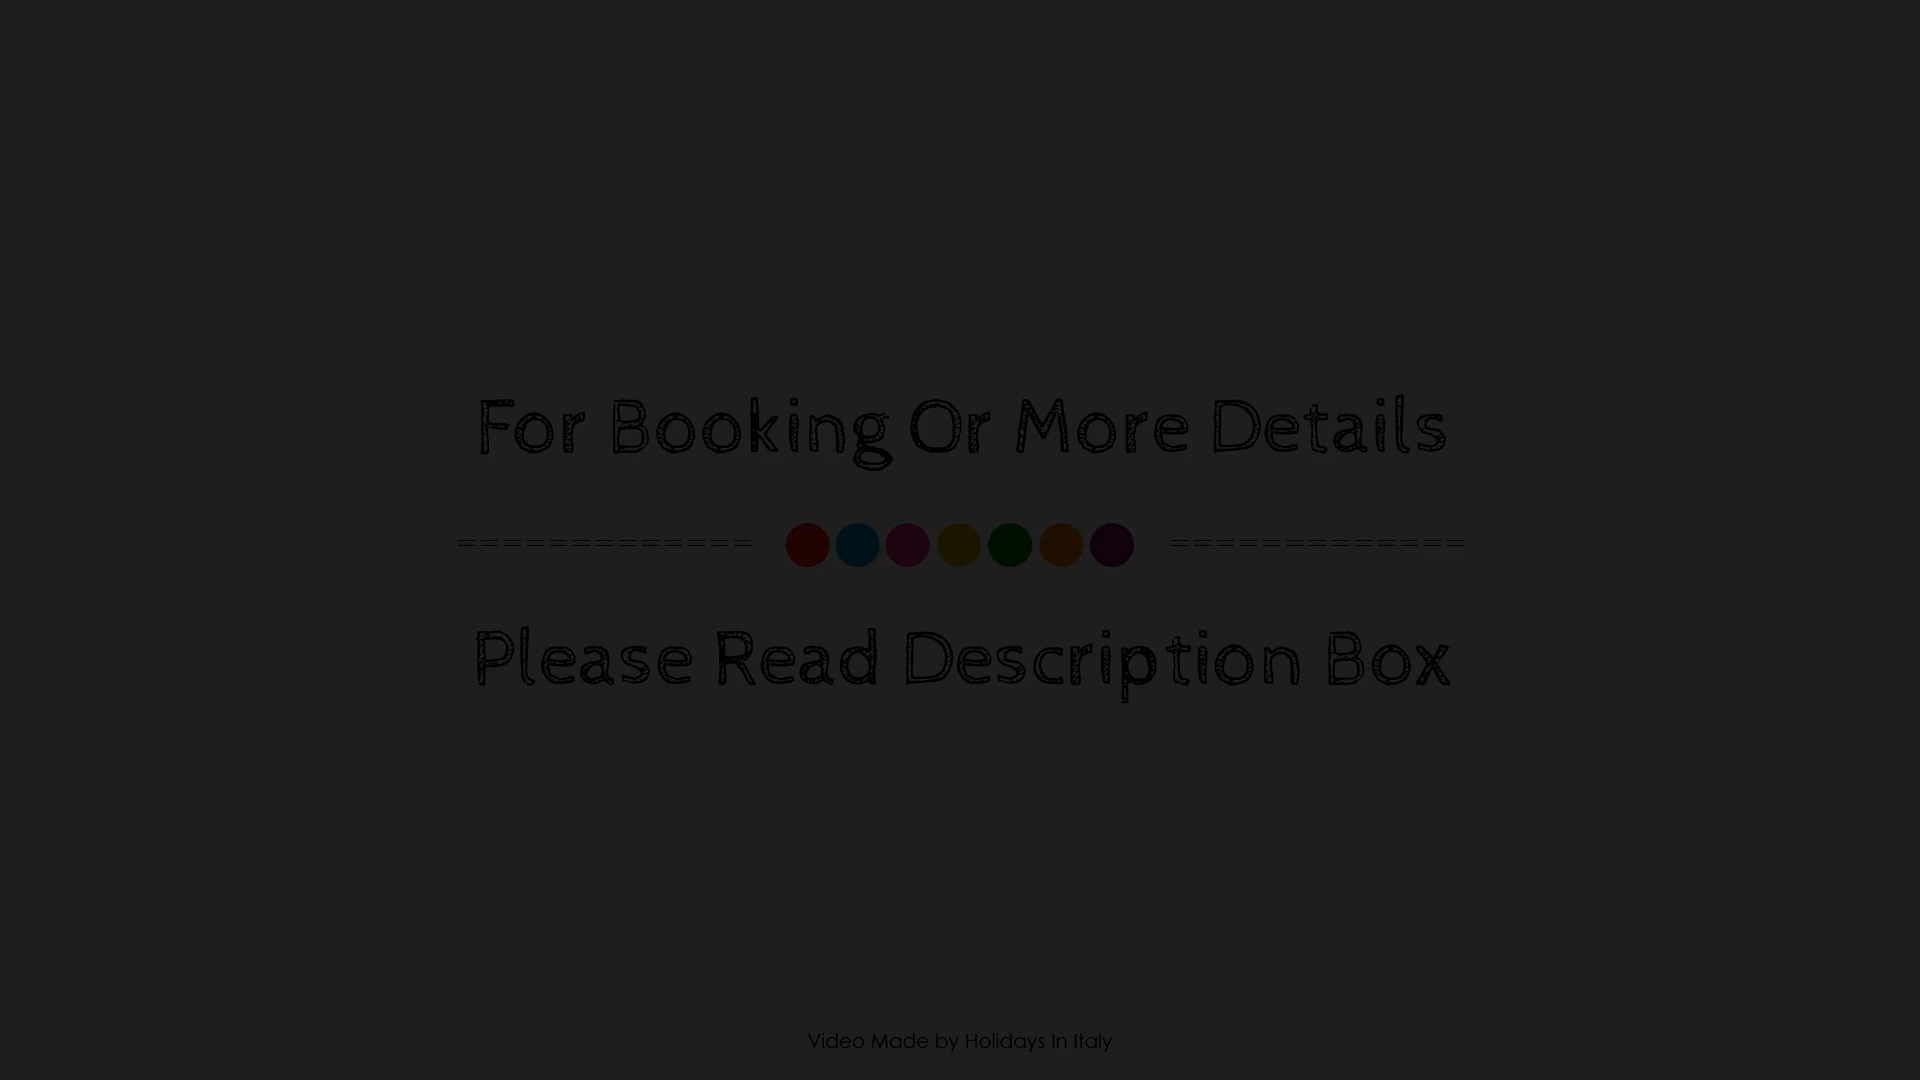 For Booking Or More Details
============= =============
Please Read Description Box
Video Made by Holidays In Italy